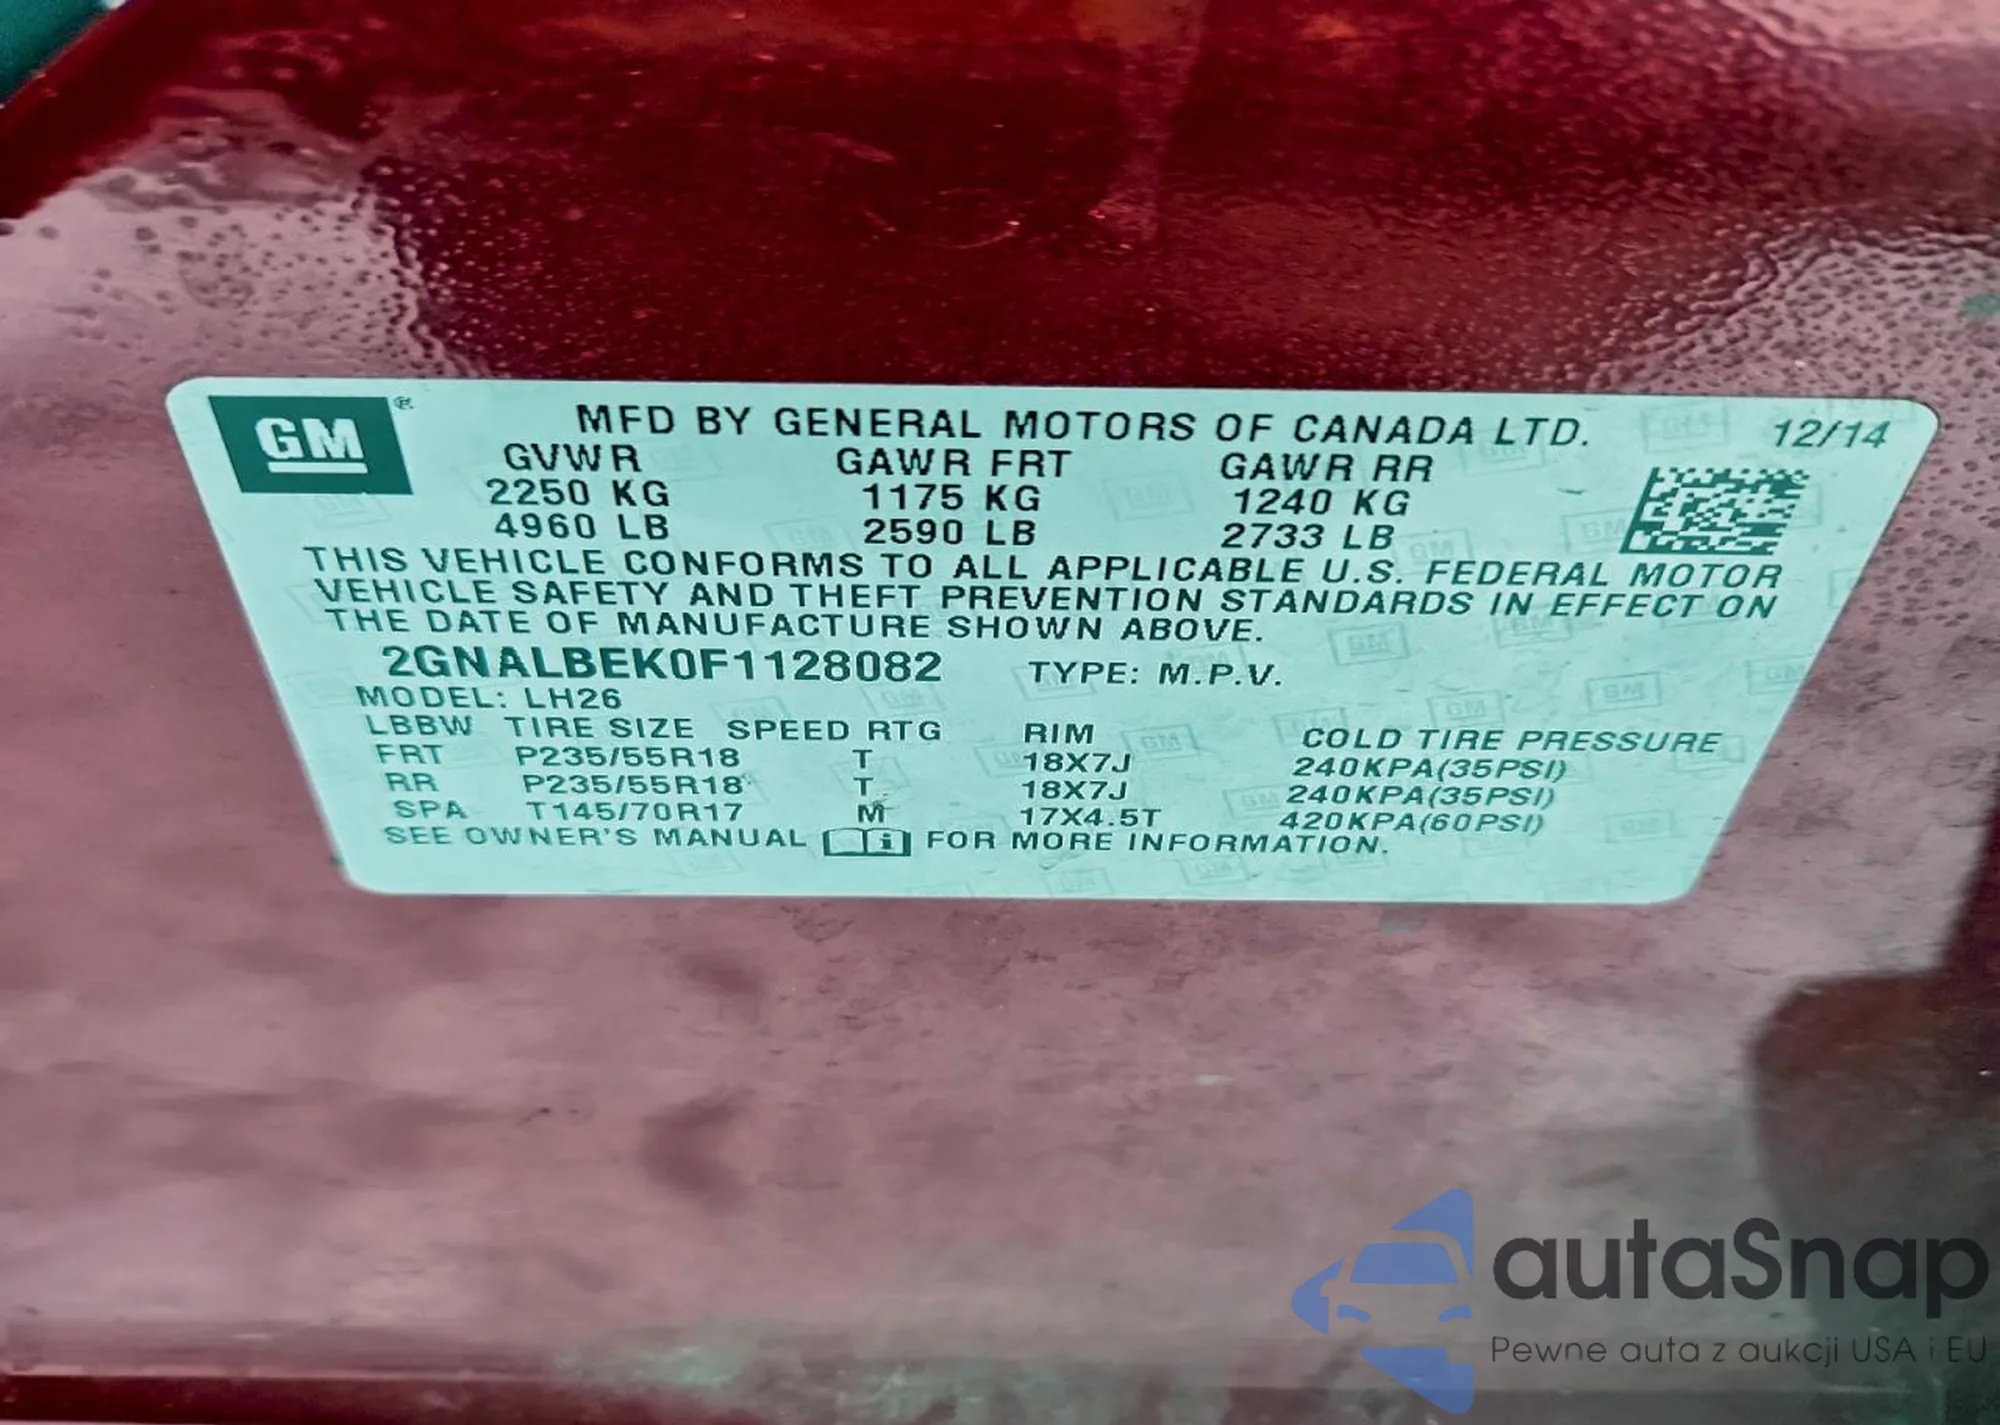 GM®
MFD BY GENERAL MOTORS OF CANADA LTD. 12/14
GVWR GAWR FRT GAWR RR
2250 KG 1175 KG 1240 KG
4960 LB 2590 LB 2733 LB
THIS VEHICLE CONFORMS TO ALL APPLICABLE U.S. FEDERAL MOTOR
VEHICLE SAFETY AND THEFT PREVENTION STANDARDS IN EFFECT ON
THE DATE OF MANUFACTURE SHOWN ABOVE.
2GNALBEK0F1128082 TYPE: M.P.V.
MODEL: LH26
LBBW TIRE SIZE SPEED RTG RIM COLD TIRE PRESSURE
FRT P235/55R18 T 18X7J 240KPA(35PSI)
RR P235/55R18 T 18X7J 240KPA(35PSI)
SPA T145/70R17 M 17X4.5T 420KPA(60PSI)
SEE OWNER'S MANUAL i FOR MORE INFORMATION.
autaSnap
Pewne auta z aukcji USA i EU